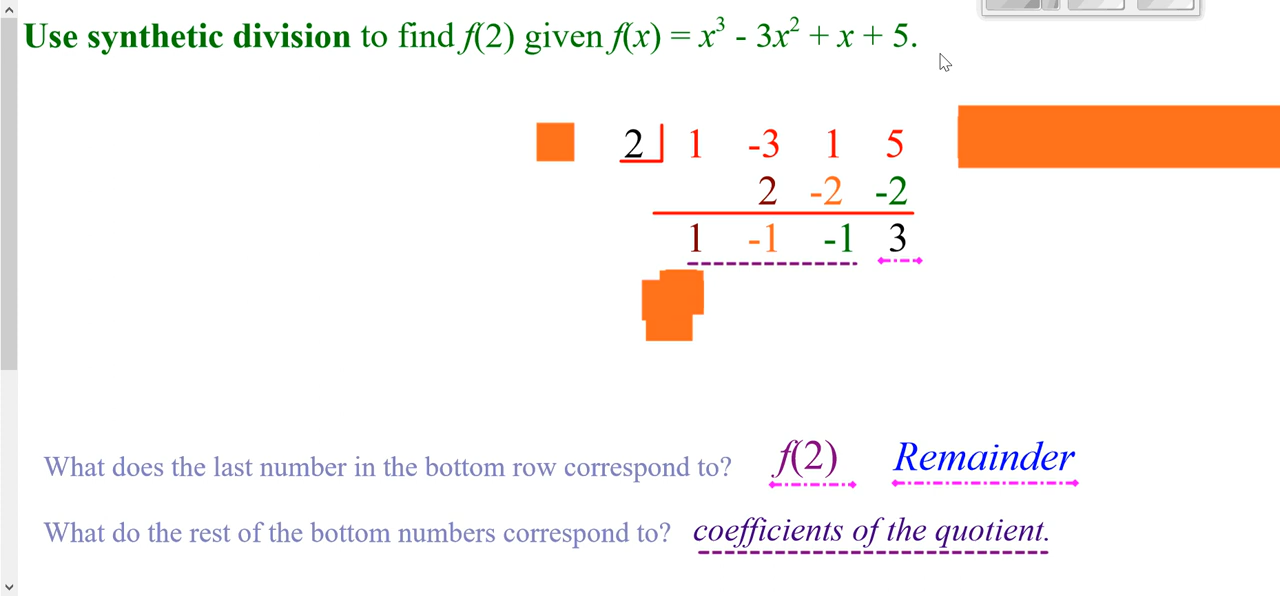 Use synthetic division to find f(2) given f(x) = x³ - 3x² + x + 5.
2 1 -3 1 5
2 -2 -2
1 -1 -1 3
What does the last number in the bottom row correspond to? f(2) Remainder
What do the rest of the bottom numbers correspond to? coefficients of the quotient.